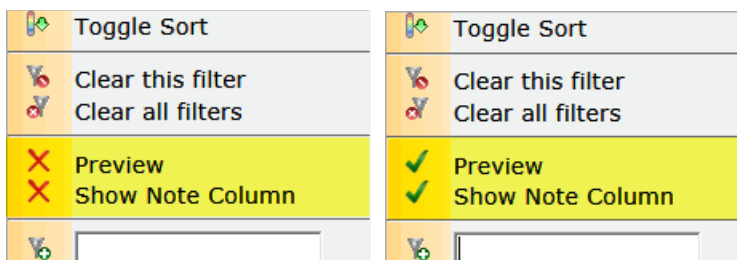 Toggle Sort
Clear this filter
Clear all filters
Preview
Show Note Column
Toggle Sort
Clear this filter
Clear all filters
Preview
Show Note Column